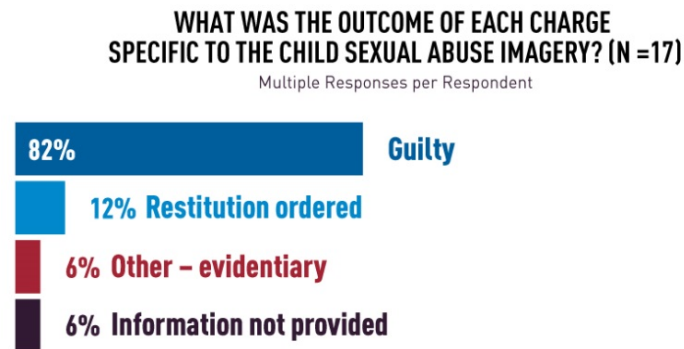 WHAT WAS THE OUTCOME OF EACH CHARGE
SPECIFIC TO THE CHILD SEXUAL ABUSE IMAGERY? (N =17)
Multiple Responses per Respondent
82% Guilty
12% Restitution ordered
6% Other – evidentiary
6% Information not provided